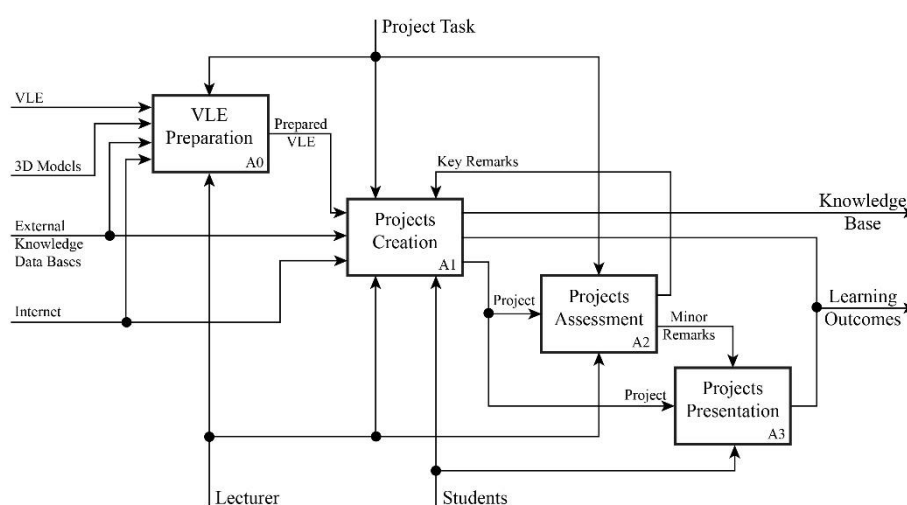 Project Task
VLE
VLE
Preparation
A0
Prepared
VLE
3D Models
Key Remarks
External
Knowledge
Data Bases
Projects
Creation
A1
Knowledge
Base
Internet
Project
Projects
Assessment
A2
Minor
Remarks
Learning
Outcomes
Project
Projects
Presentation
A3
Lecturer
Students